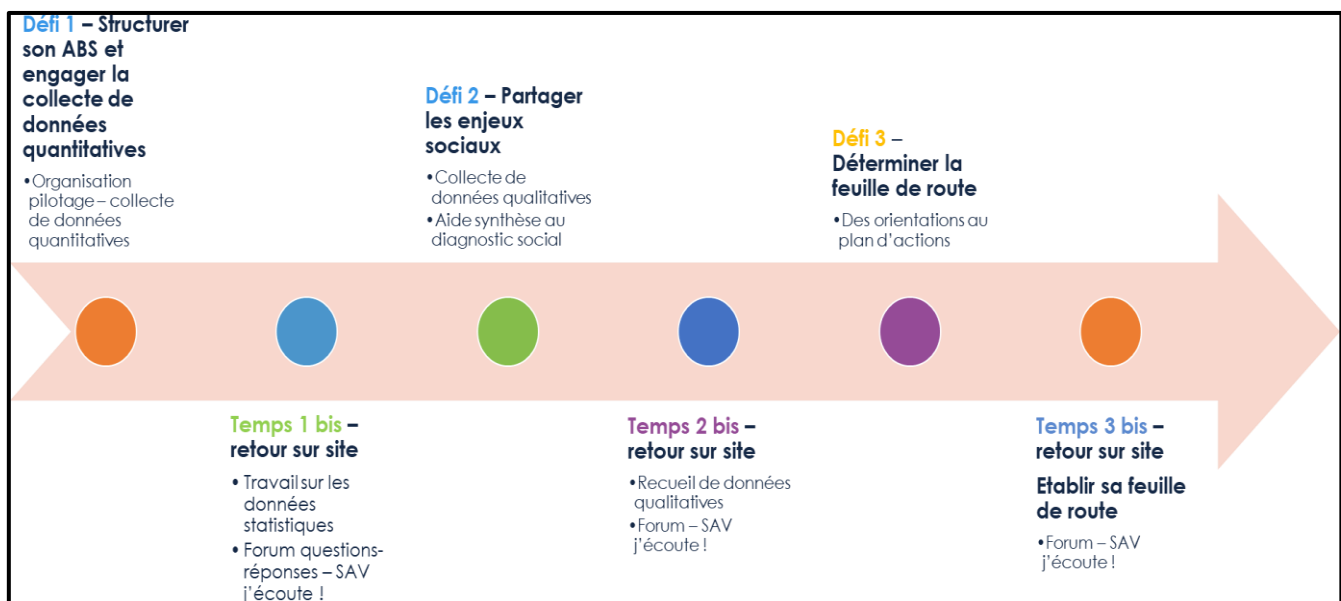 Défi 1 – Structurer
son ABS et
engager la
collecte de
données
quantitatives
•Organisation
pilotage – collecte
de données
quantitatives
Défi 2 – Partager
les enjeux
sociaux
•Collecte de
données qualitatives
•Aide synthèse au
diagnostic social
Défi 3 –
Déterminer la
feuille de route
•Des orientations au
plan d’actions
Temps 1 bis –
retour sur site
• Travail sur les
données
statistiques
• Forum questions-
réponses – SAV
j’écoute !
Temps 2 bis –
retour sur site
•Recueil de données
qualitatives
•Forum – SAV
j’écoute !
Temps 3 bis –
retour sur site
Etablir sa feuille
de route
•Forum – SAV
j’écoute !